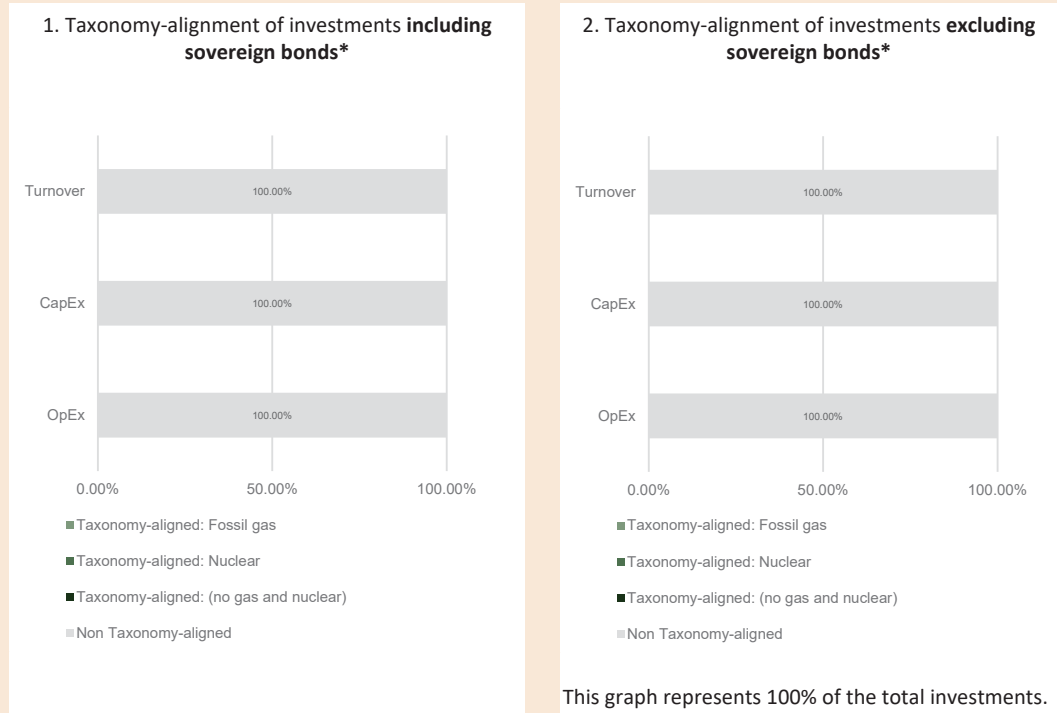 1. Taxonomy-alignment of investments including
sovereign bonds*
Turnover
100.00%
CapEx
100.00%
OpEx
100.00%
0.00% 50.00% 100.00%
Taxonomy-aligned: Fossil gas
Taxonomy-aligned: Nuclear
Taxonomy-aligned: (no gas and nuclear)
Non Taxonomy-aligned
2. Taxonomy-alignment of investments excluding
sovereign bonds*
Turnover
100.00%
CapEx
100.00%
OpEx
100.00%
0.00% 50.00% 100.00%
Taxonomy-aligned: Fossil gas
Taxonomy-aligned: Nuclear
Taxonomy-aligned: (no gas and nuclear)
Non Taxonomy-aligned
This graph represents 100% of the total investments.